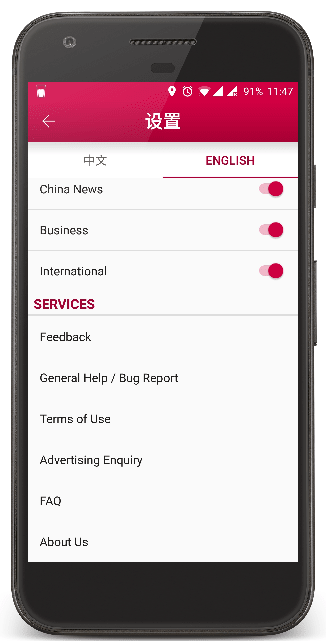 91% 11:47
设置
中文 ENGLISH
China News
Business
International
SERVICES
Feedback
General Help / Bug Report
Terms of Use
Advertising Enquiry
FAQ
About Us